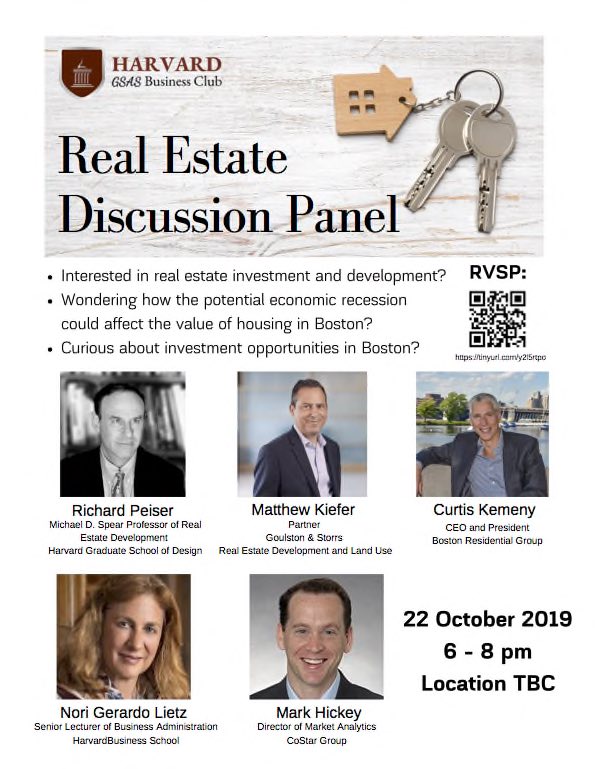 HARVARD
GSAS Business Club
Real Estate
Discussion Panel
• Interested in real estate investment and development?
• Wondering how the potential economic recession
could affect the value of housing in Boston?
• Curious about investment opportunities in Boston?
RVSP:
https://tinyurl.com/y2l5rtpo
Richard Peiser
Michael D. Spear Professor of Real
Estate Development
Harvard Graduate School of Design
Matthew Kiefer
Partner
Goulston & Storrs
Real Estate Development and Land Use
Curtis Kemeny
CEO and President
Boston Residential Group
Nori Gerardo Lietz
Senior Lecturer of Business Administration
HarvardBusiness School
Mark Hickey
Director of Market Analytics
CoStar Group
22 October 2019
6 - 8 pm
Location TBC